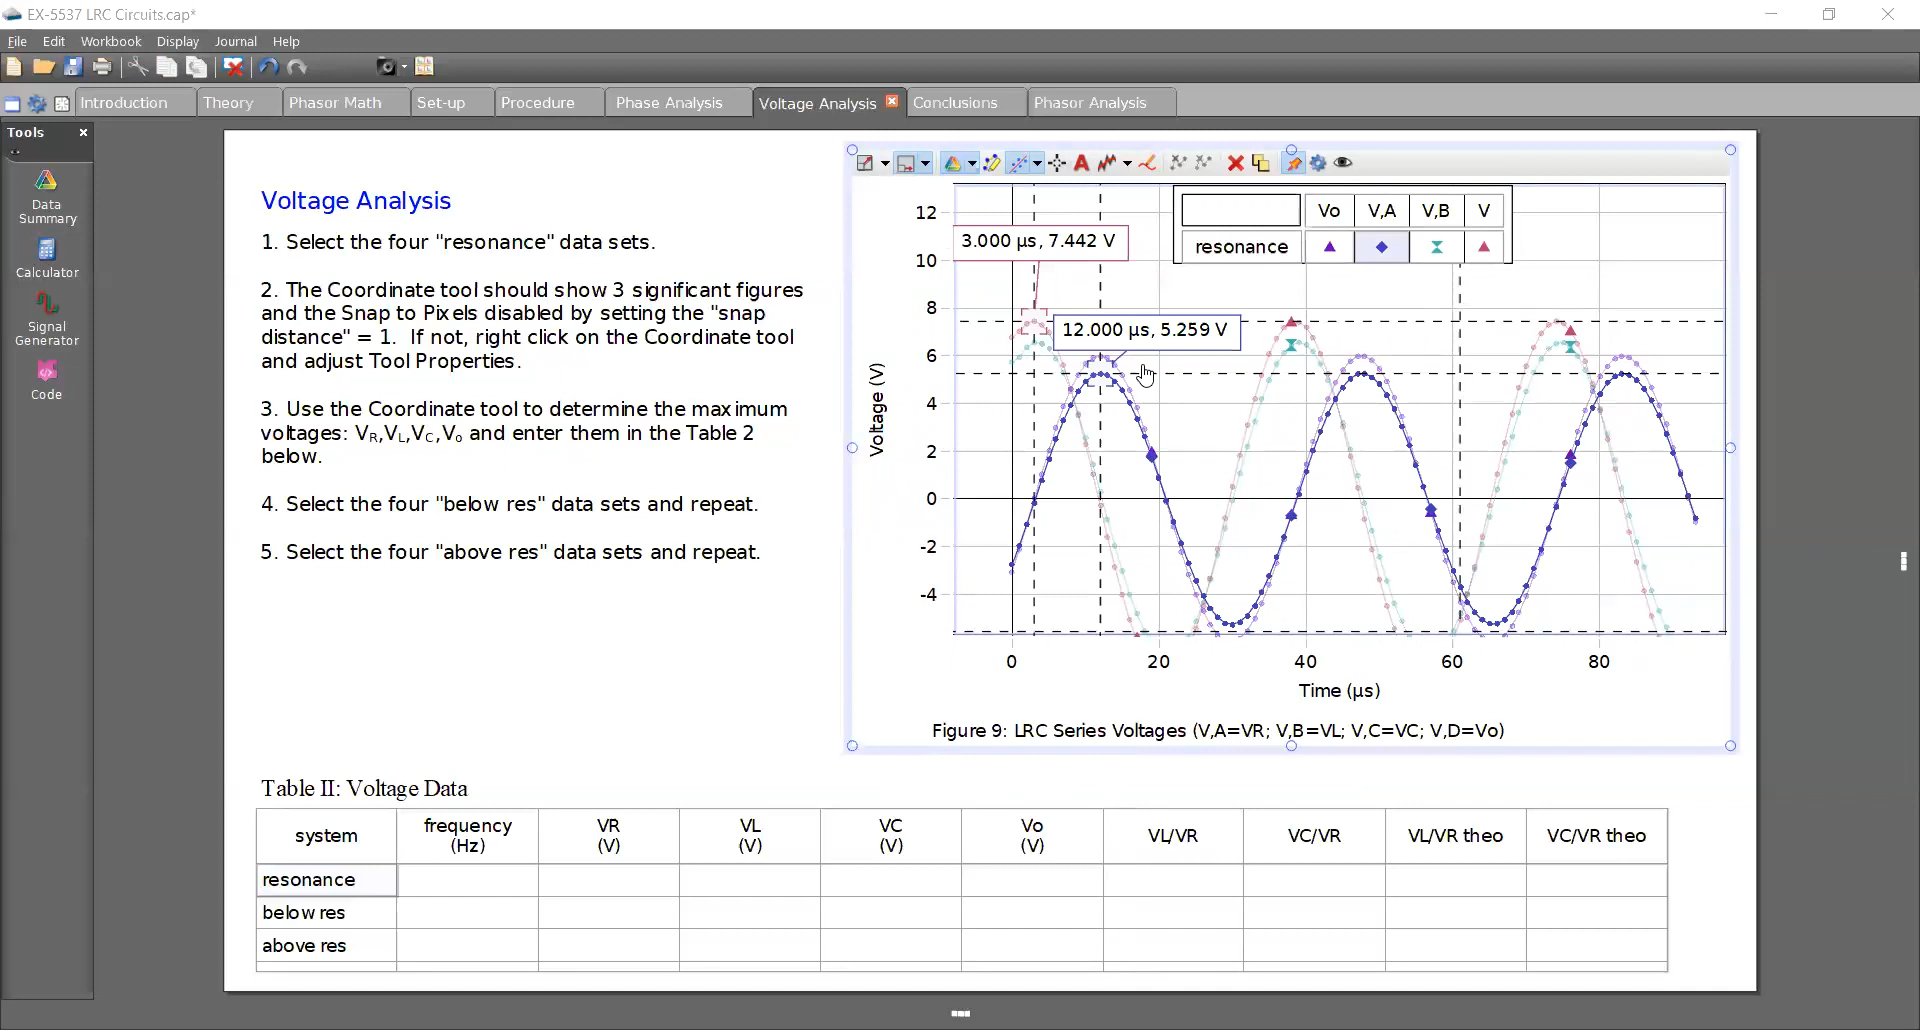 EX-5537 LRC Circuits.cap*
File Edit Workbook Display Journal Help
Introduction Theory Phasor Math Set-up Procedure Phase Analysis Voltage Analysis Conclusions Phasor Analysis
Tools
Data
Summary
Calculator
Signal
Generator
Code
Voltage Analysis
1. Select the four "resonance" data sets.
2. The Coordinate tool should show 3 significant figures
and the Snap to Pixels disabled by setting the "snap
distance" = 1. If not, right click on the Coordinate tool
and adjust Tool Properties.
3. Use the Coordinate tool to determine the maximum
voltages: VR,VL,VC,Vo and enter them in the Table 2
below.
4. Select the four "below res" data sets and repeat.
5. Select the four "above res" data sets and repeat.
Vo V,A V,B V
resonance
3.000 µs, 7.442 V
12.000 µs, 5.259 V
Voltage (V)
12
10
8
6
4
2
0
-2
-4
0 20 40 60 80
Time (µs)
Figure 9: LRC Series Voltages (V,A=VR; V,B=VL; V,C=VC; V,D=Vo)
Table II: Voltage Data
system frequency (Hz) VR (V) VL (V) VC (V) Vo (V) VL/VR VC/VR VL/VR theo VC/VR theo
resonance
below res
above res